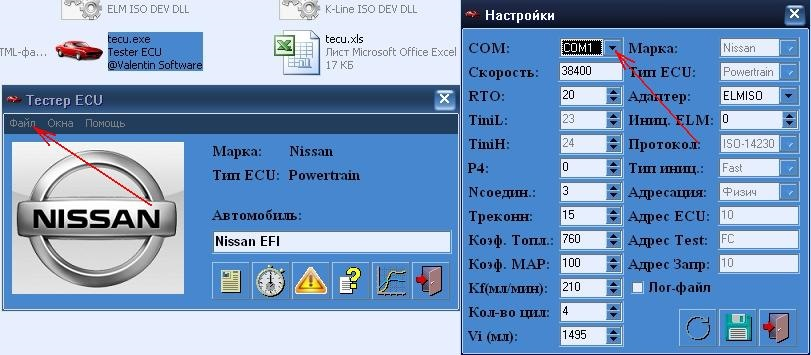 ELM ISO DEV DLL
K-Line ISO DEV DLL
TML-фа...
tecu.exe
Tester ECU
@Valentin Software
tecu.xls
Лист Microsoft Office Excel
17 КБ
Тестер ECU
Файл Окна Помощь
NISSAN
Марка: Nissan
Тип ECU: Powertrain
Автомобиль:
Nissan EFI
Настройки
COM: COM1
Скорость: 38400
RTO: 20
TiniL: 23
TiniH: 24
P4: 0
Nсоедин.: 3
Треконн: 15
Коэф. Топл.: 760
Коэф. MAP: 100
Kf(мл/мин): 210
Кол-во цил: 4
Vi (мл): 1495
Марка: Nissan
Тип ECU: Powertrain
Адаптер: ELMISO
Иниц. ELM: 0
Протокол: ISO-14230
Тип иниц.: Fast
Адресация: Физич
Адрес ECU: 10
Адрес Test: FC
Адрес Запр: 10
Лог-файл